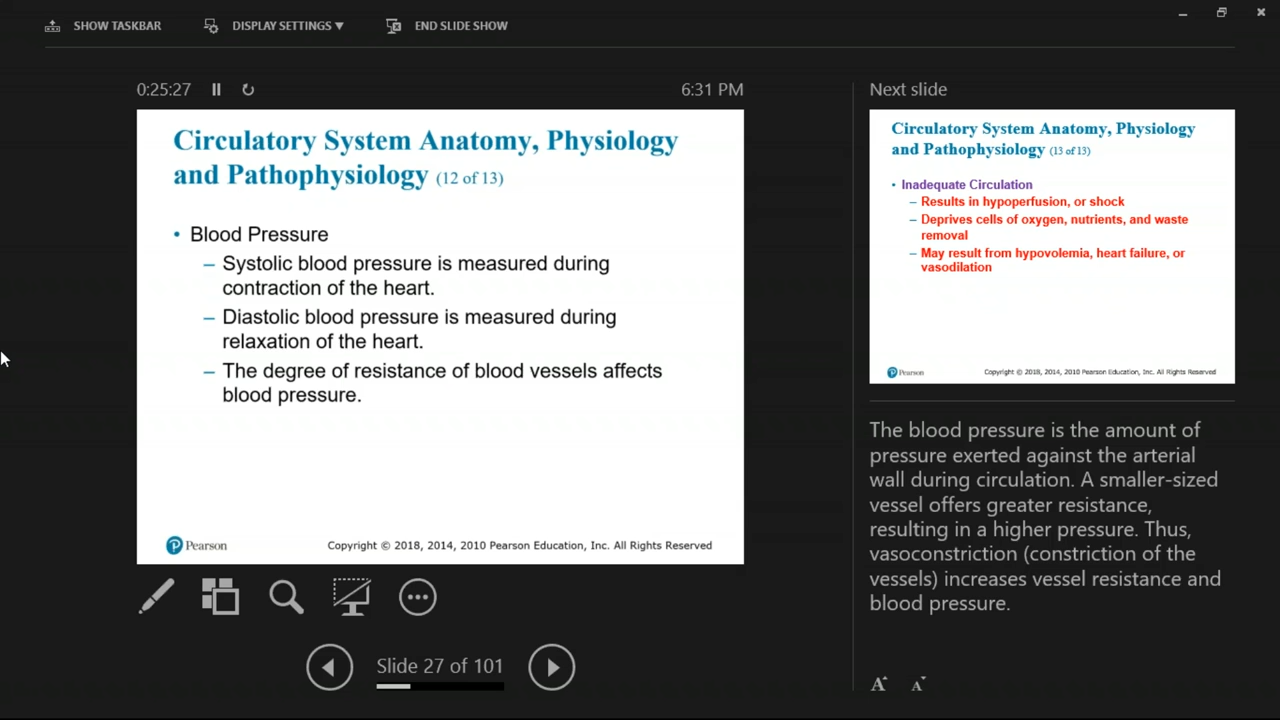 SHOW TASKBAR DISPLAY SETTINGS ▼ END SLIDE SHOW
0:25:27 6:31 PM
Circulatory System Anatomy, Physiology
and Pathophysiology (12 of 13)
• Blood Pressure
– Systolic blood pressure is measured during
contraction of the heart.
– Diastolic blood pressure is measured during
relaxation of the heart.
– The degree of resistance of blood vessels affects
blood pressure.
Pearson Copyright © 2018, 2014, 2010 Pearson Education, Inc. All Rights Reserved
Slide 27 of 101
Next slide
Circulatory System Anatomy, Physiology
and Pathophysiology (13 of 13)
• Inadequate Circulation
– Results in hypoperfusion, or shock
– Deprives cells of oxygen, nutrients, and waste
removal
– May result from hypovolemia, heart failure, or
vasodilation
Pearson Copyright © 2018, 2014, 2010 Pearson Education, Inc. All Rights Reserved
The blood pressure is the amount of
pressure exerted against the arterial
wall during circulation. A smaller-sized
vessel offers greater resistance,
resulting in a higher pressure. Thus,
vasoconstriction (constriction of the
vessels) increases vessel resistance and
blood pressure.
A A